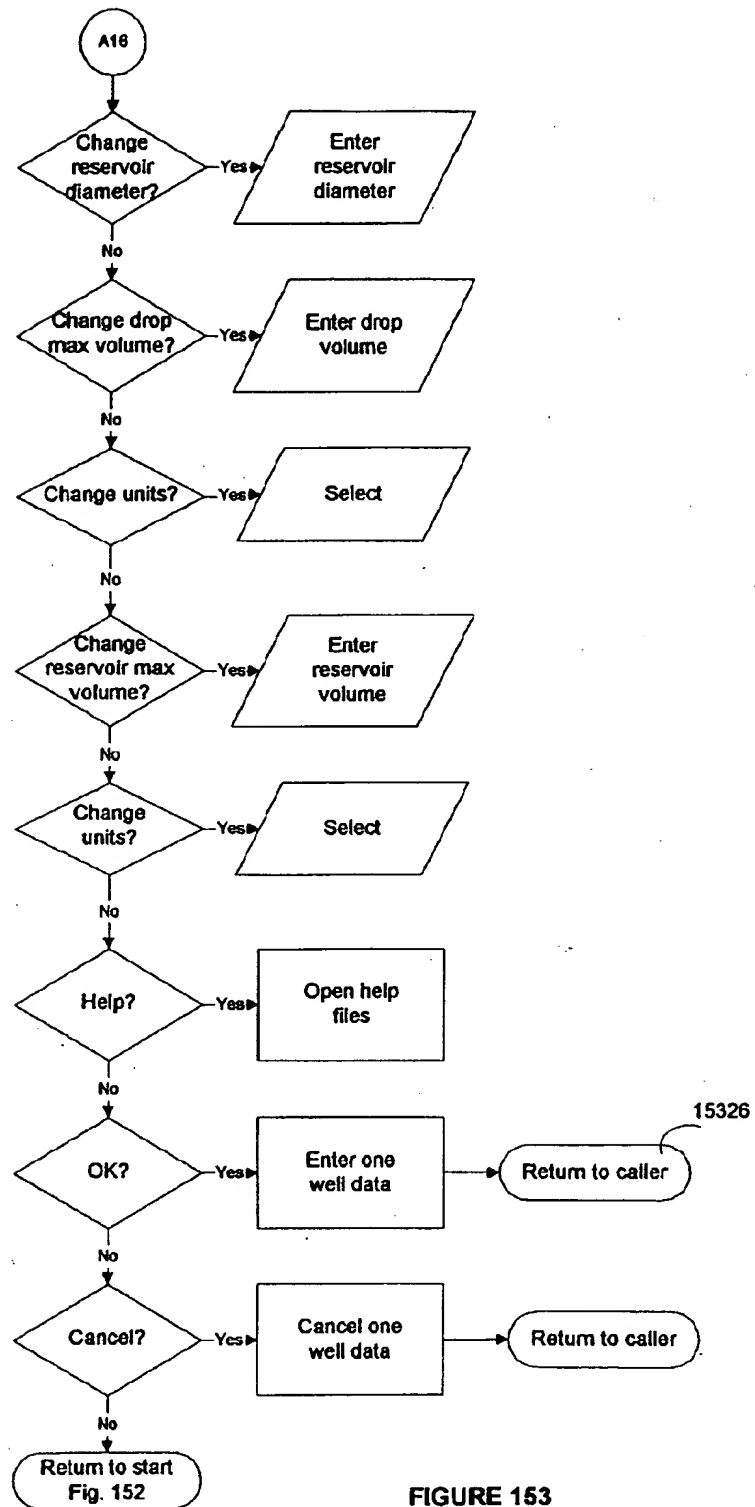 A16
Change
reservoir
diameter?
Yes
Enter
reservoir
diameter
No
Change drop
max volume?
Yes
Enter drop
volume
No
Change units?
Yes
Select
No
Change
reservoir max
volume?
Yes
Enter
reservoir
volume
No
Change
units?
Yes
Select
No
Help?
Yes
Open help
files
No
15326
OK?
Yes
Enter one
well data
Return to caller
No
Cancel?
Yes
Cancel one
well data
Return to caller
No
Return to start
Fig. 152
FIGURE 153